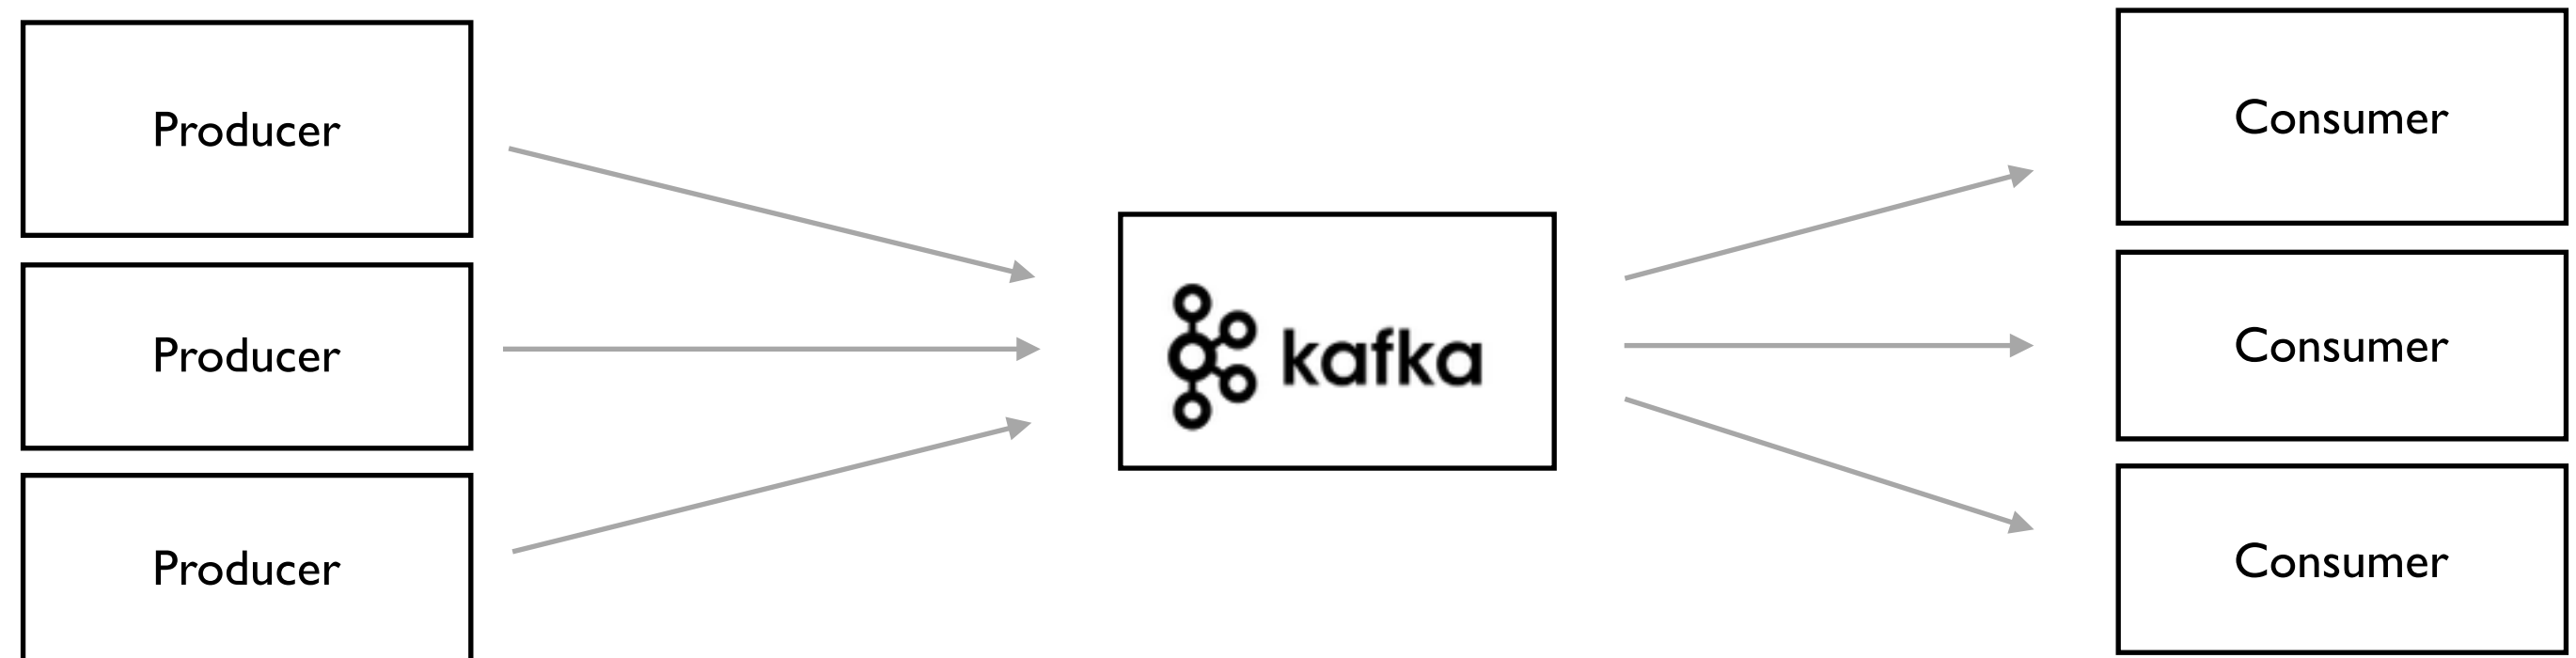 Producer
Producer
Producer
kafka
Consumer
Consumer
Consumer